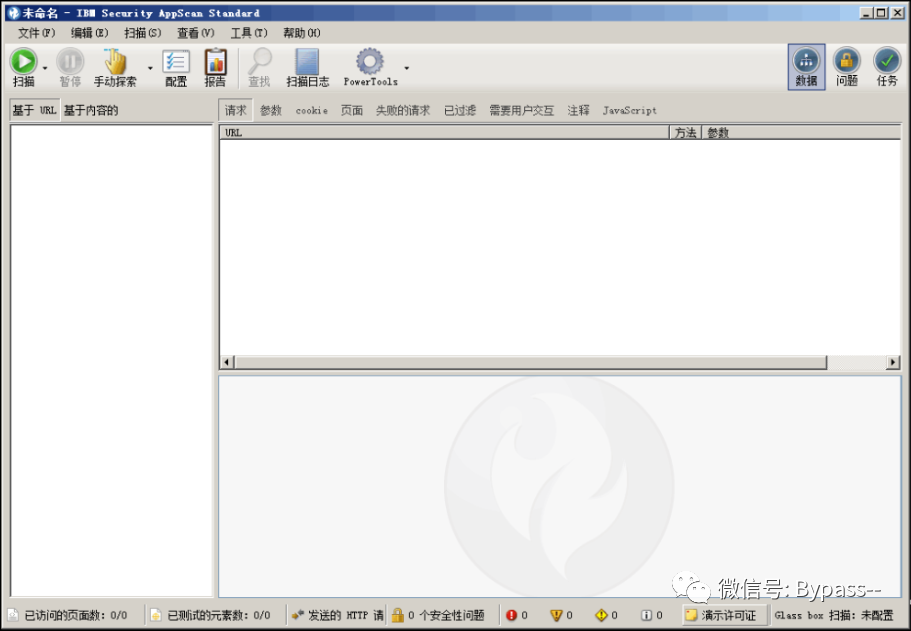 未命名 - IBM Security AppScan Standard
文件(F) 编辑(E) 扫描(S) 查看(V) 工具(T) 帮助(H)
扫描 暂停 手动探索 配置 报告 查找 扫描日志 PowerTools 数据 问题 任务
基于 URL 基于内容的 请求 参数 cookie 页面 失败的请求 已过滤 需要用户交互 注释 JavaScript
URL 方法 参数
微信号: Bypass--
已访问的页面数: 0/0 已测试的元素数: 0/0 发送的 HTTP 请 0 个安全性问题 0 0 0 0 演示许可证 Glass box 扫描: 未配置